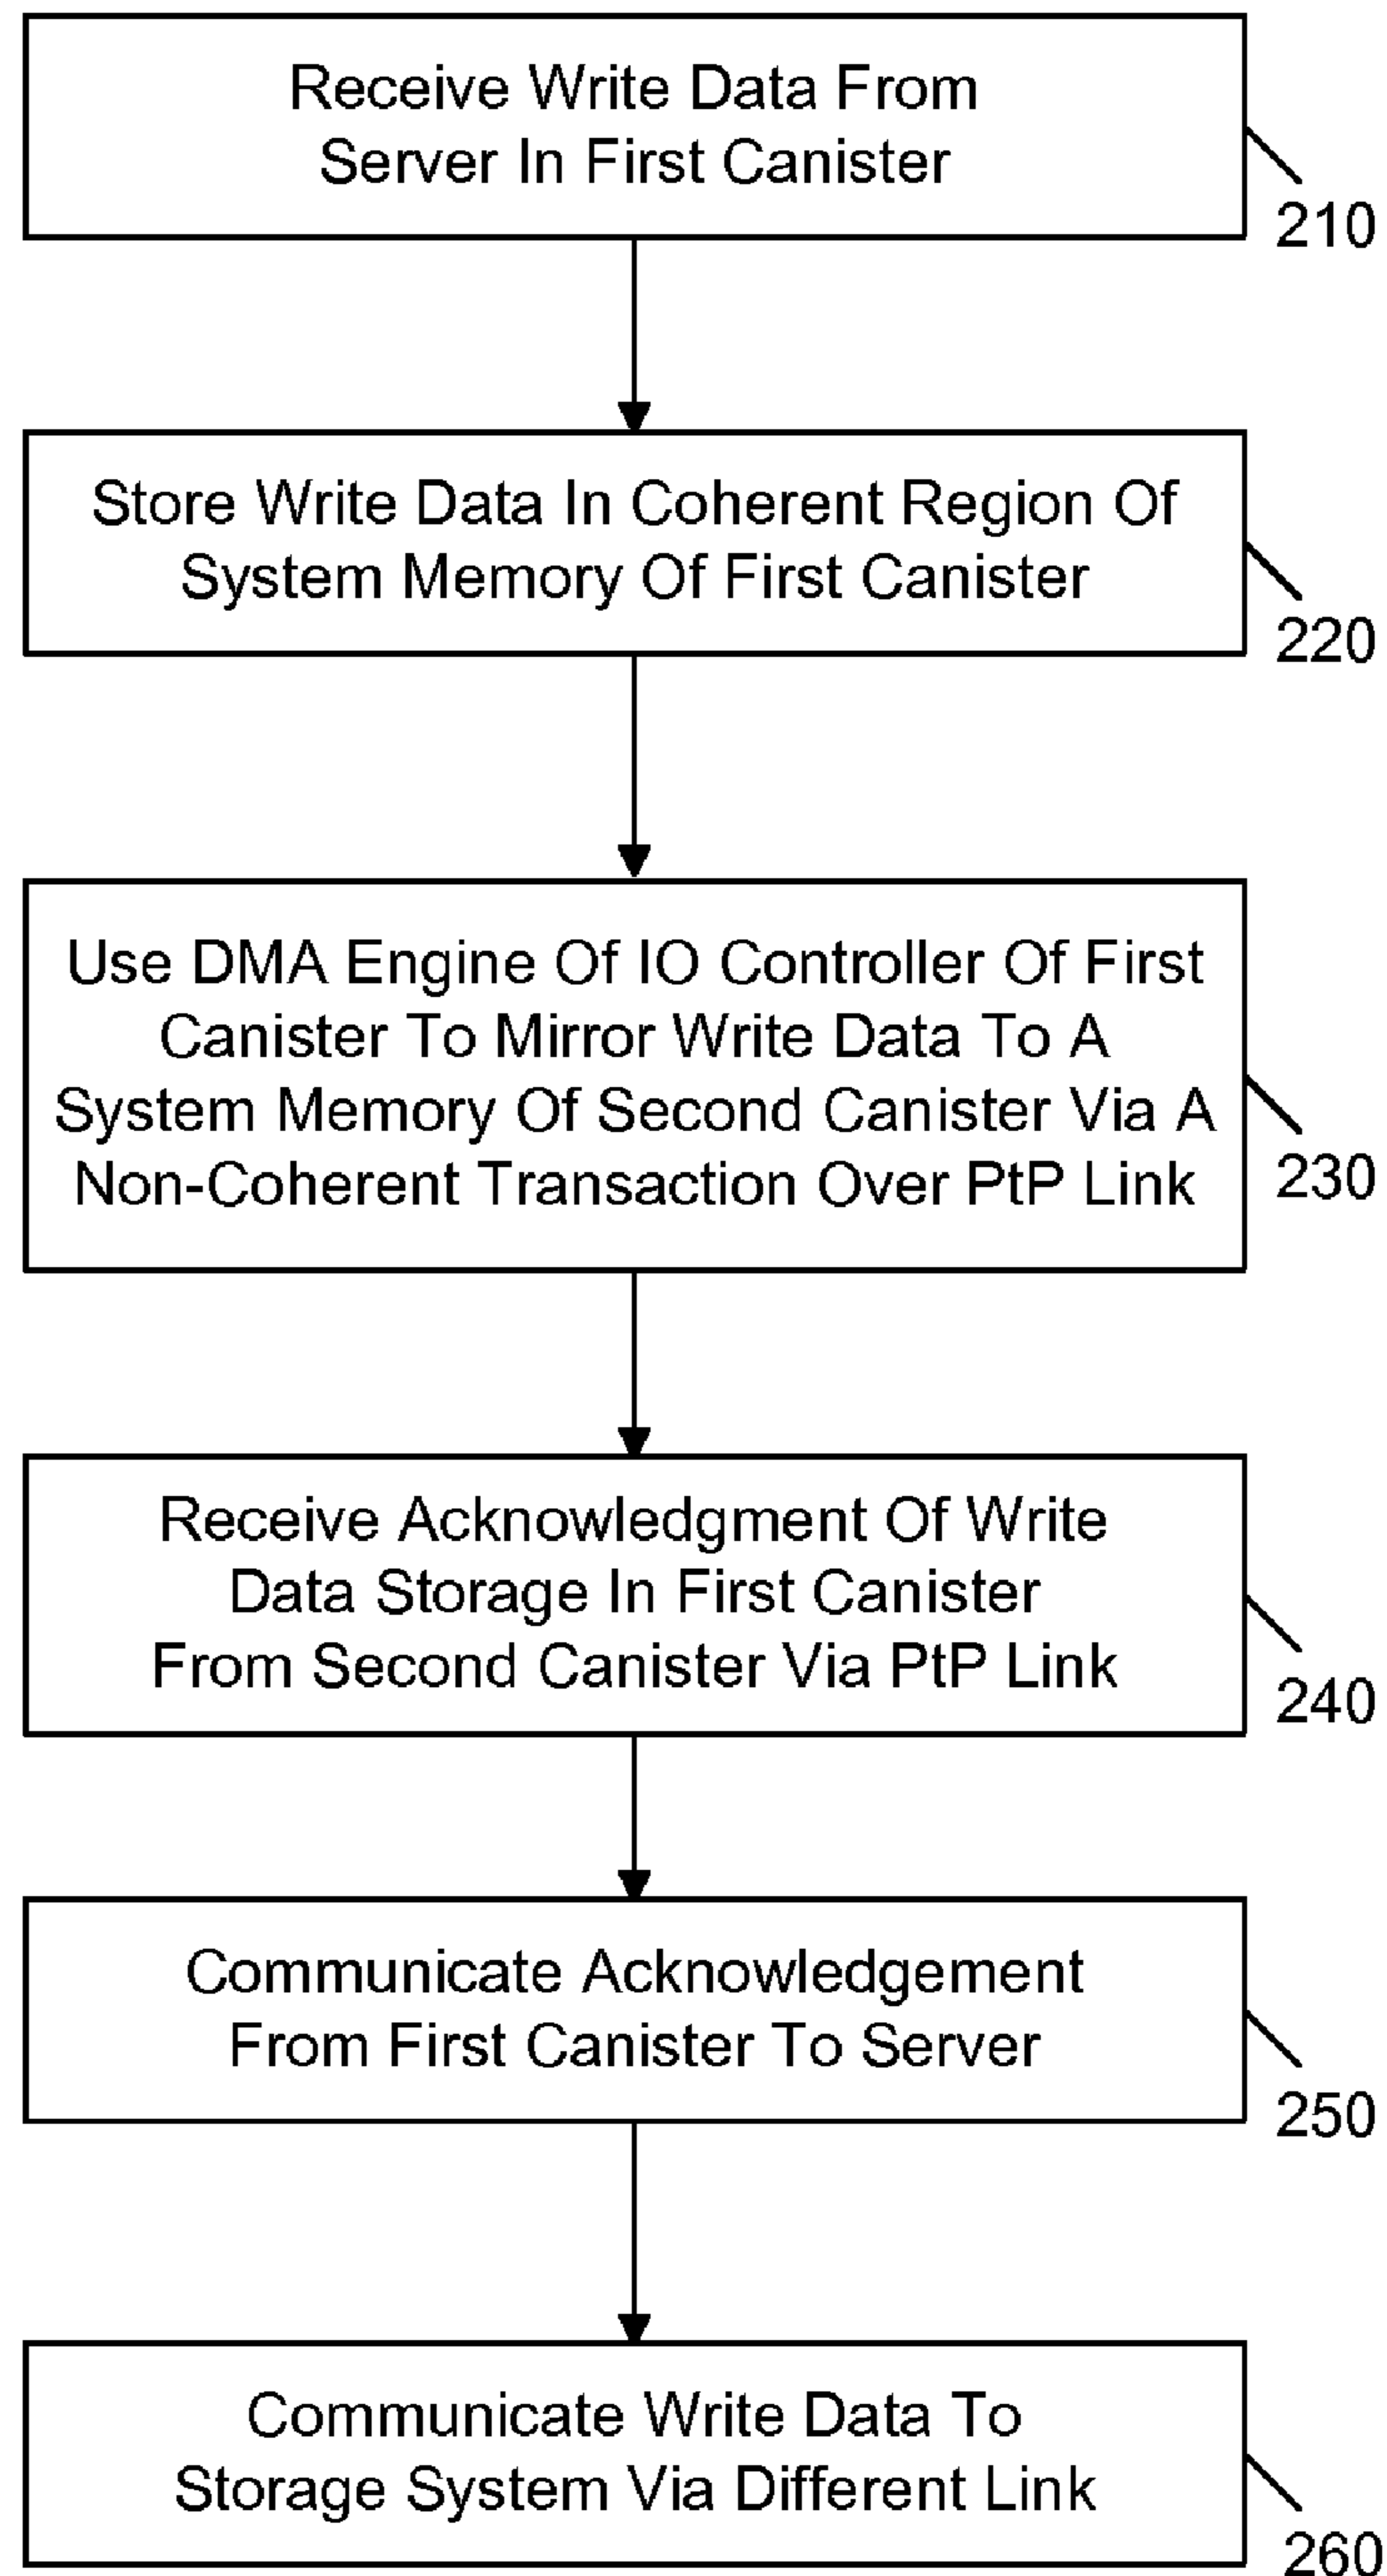 Receive Write Data From
Server In First Canister
210
Store Write Data In Coherent Region Of
System Memory Of First Canister
220
Use DMA Engine Of IO Controller Of First
Canister To Mirror Write Data To A
System Memory Of Second Canister Via A
Non-Coherent Transaction Over PtP Link
230
Receive Acknowledgment Of Write
Data Storage In First Canister
From Second Canister Via PtP Link
240
Communicate Acknowledgement
From First Canister To Server
250
Communicate Write Data To
Storage System Via Different Link
260